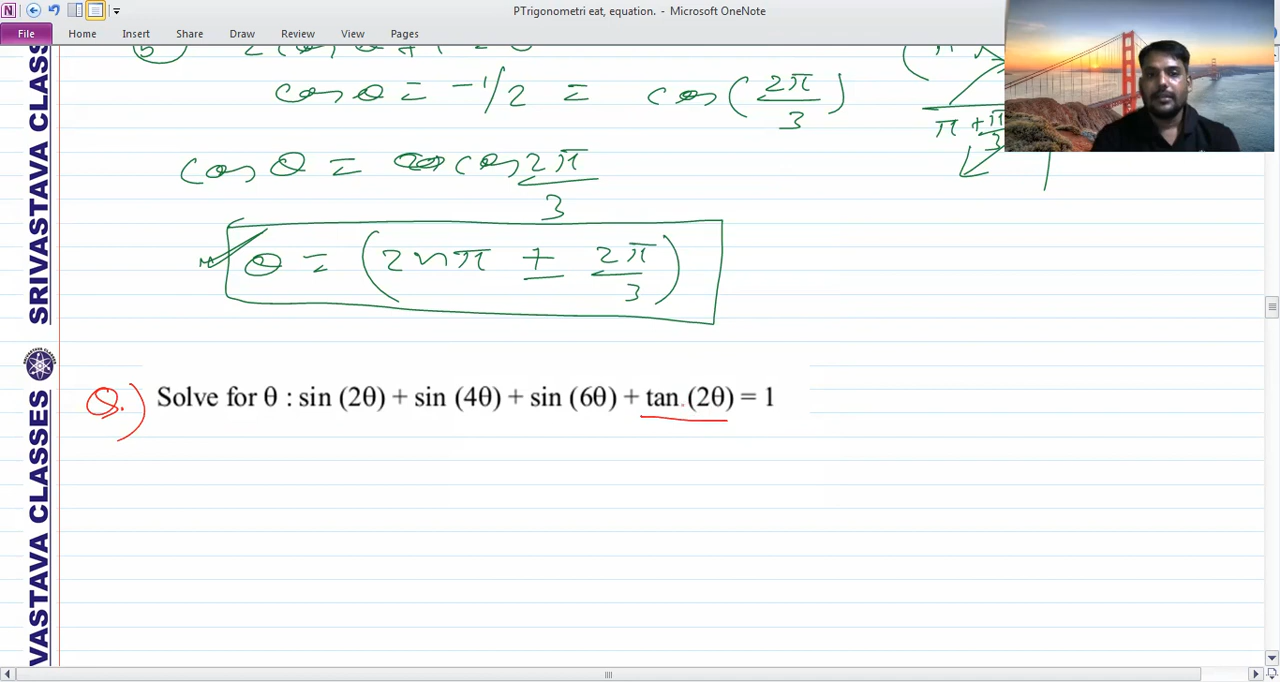 PTrigonometri eat, equation. - Microsoft OneNote
File Home Insert Share Draw Review View Pages
cos θ = -1/2 = cos(2π/3)
π + π/3
cos θ = cos 2π/3
θ = (2nπ ± 2π/3)
Q.) Solve for θ : sin (2θ) + sin (4θ) + sin (6θ) + tan (2θ) = 1
SRIVASTAVA CLASSES
VASTAVA CLASSES